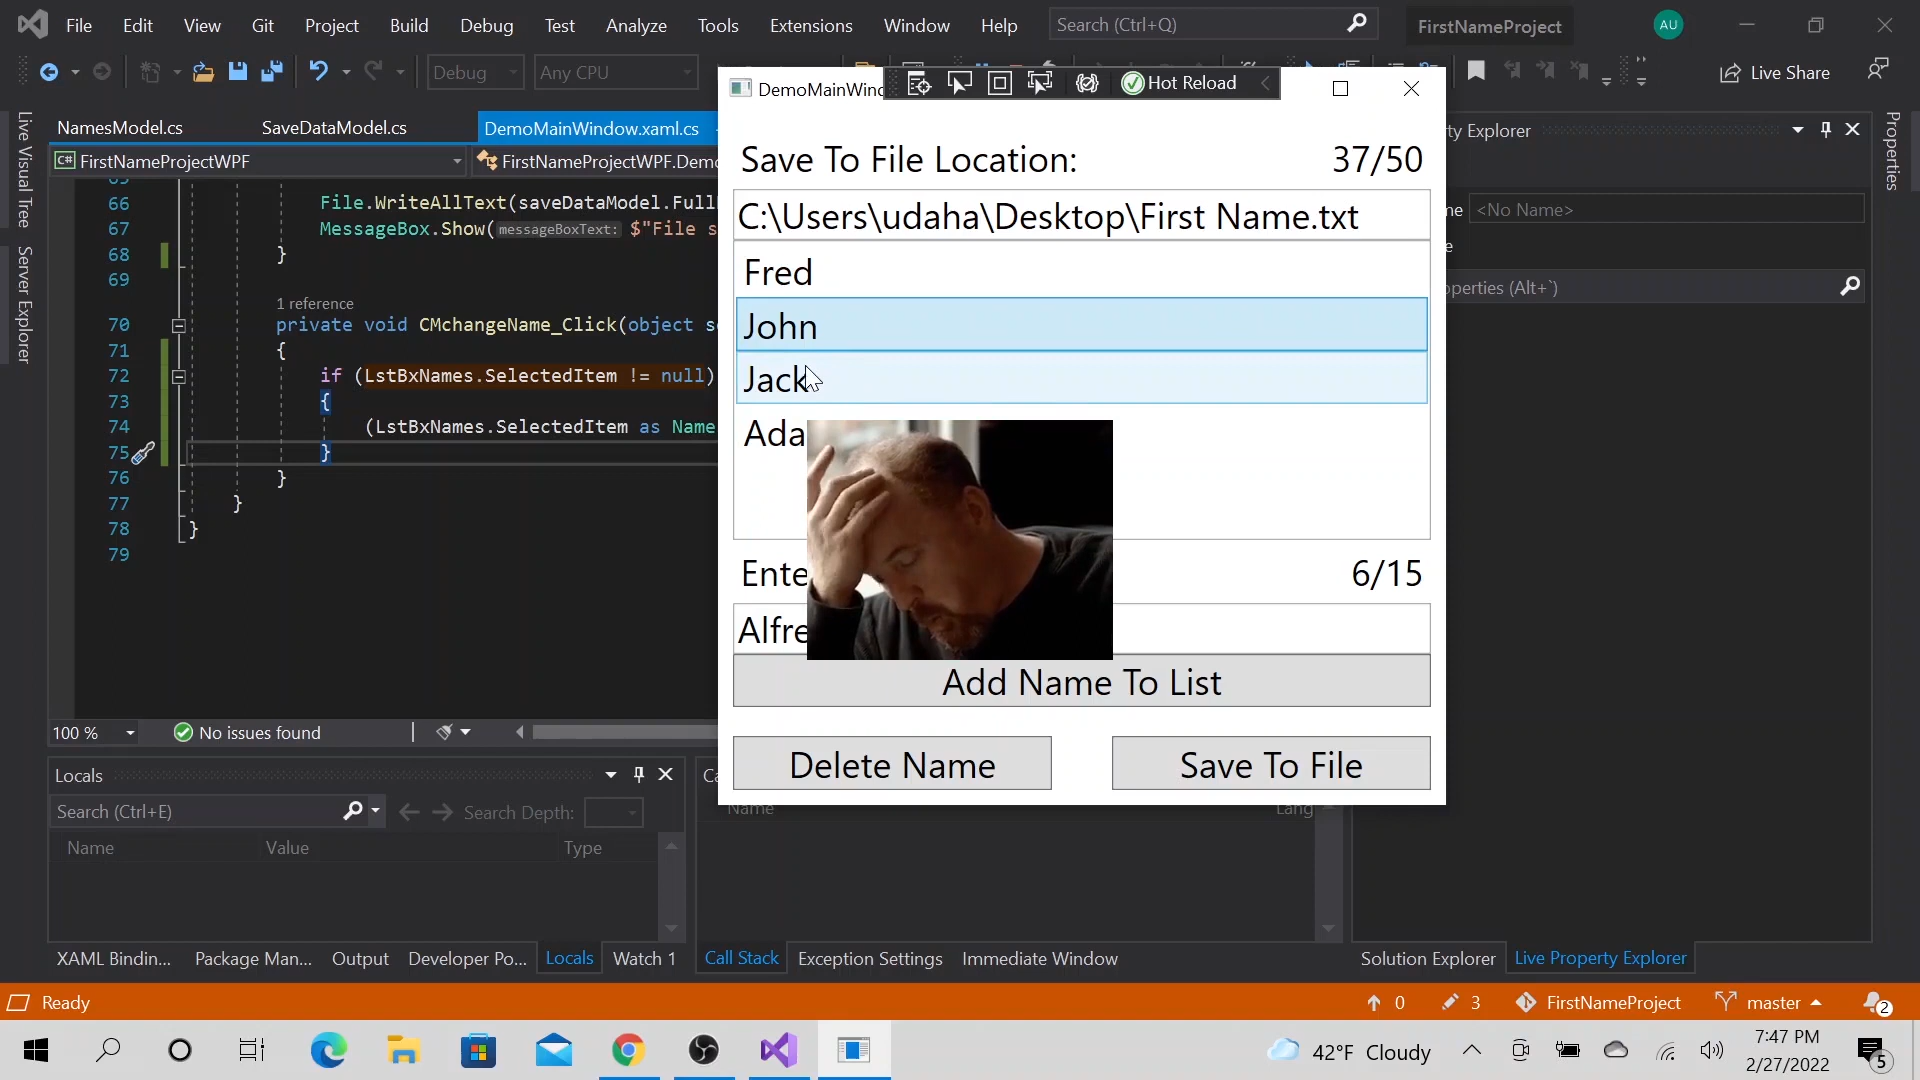 File Edit View Git Project Build Debug Test Analyze Tools Extensions Window Help Search (Ctrl+Q) FirstNameProject AU
Debug Any CPU Live Share
DemoMainWind Hot Reload
NamesModel.cs SaveDataModel.cs DemoMainWindow.xaml.cs
ty Explorer
C# FirstNameProjectWPF FirstNameProjectWPF.Demo
Live Visual Tree
Server Explorer
Properties
66 File.WriteAllText(saveDataModel.Full
67 MessageBox.Show(messageBoxText: $"File s
68 }
69
1 reference
70 private void CMchangeName_Click(object s
71 {
72 if (LstBxNames.SelectedItem != null)
73 {
74 (LstBxNames.SelectedItem as Name
75 }
76 }
77 }
78 }
79
Save To File Location: 37/50
C:\Users\udaha\Desktop\First Name.txt
Fred
John
Jack
Ada
Ente 6/15
Alfre
Add Name To List
Delete Name Save To File
me <No Name>
e
operties (Alt+`)
100 % No issues found
Locals
Search (Ctrl+E) Search Depth:
Name Value Type
Ca
Name Lang
XAML Bindin... Package Man... Output Developer Po... Locals Watch 1
Call Stack Exception Settings Immediate Window
Solution Explorer Live Property Explorer
Ready 0 3 FirstNameProject master 2
42°F Cloudy
7:47 PM
2/27/2022
5